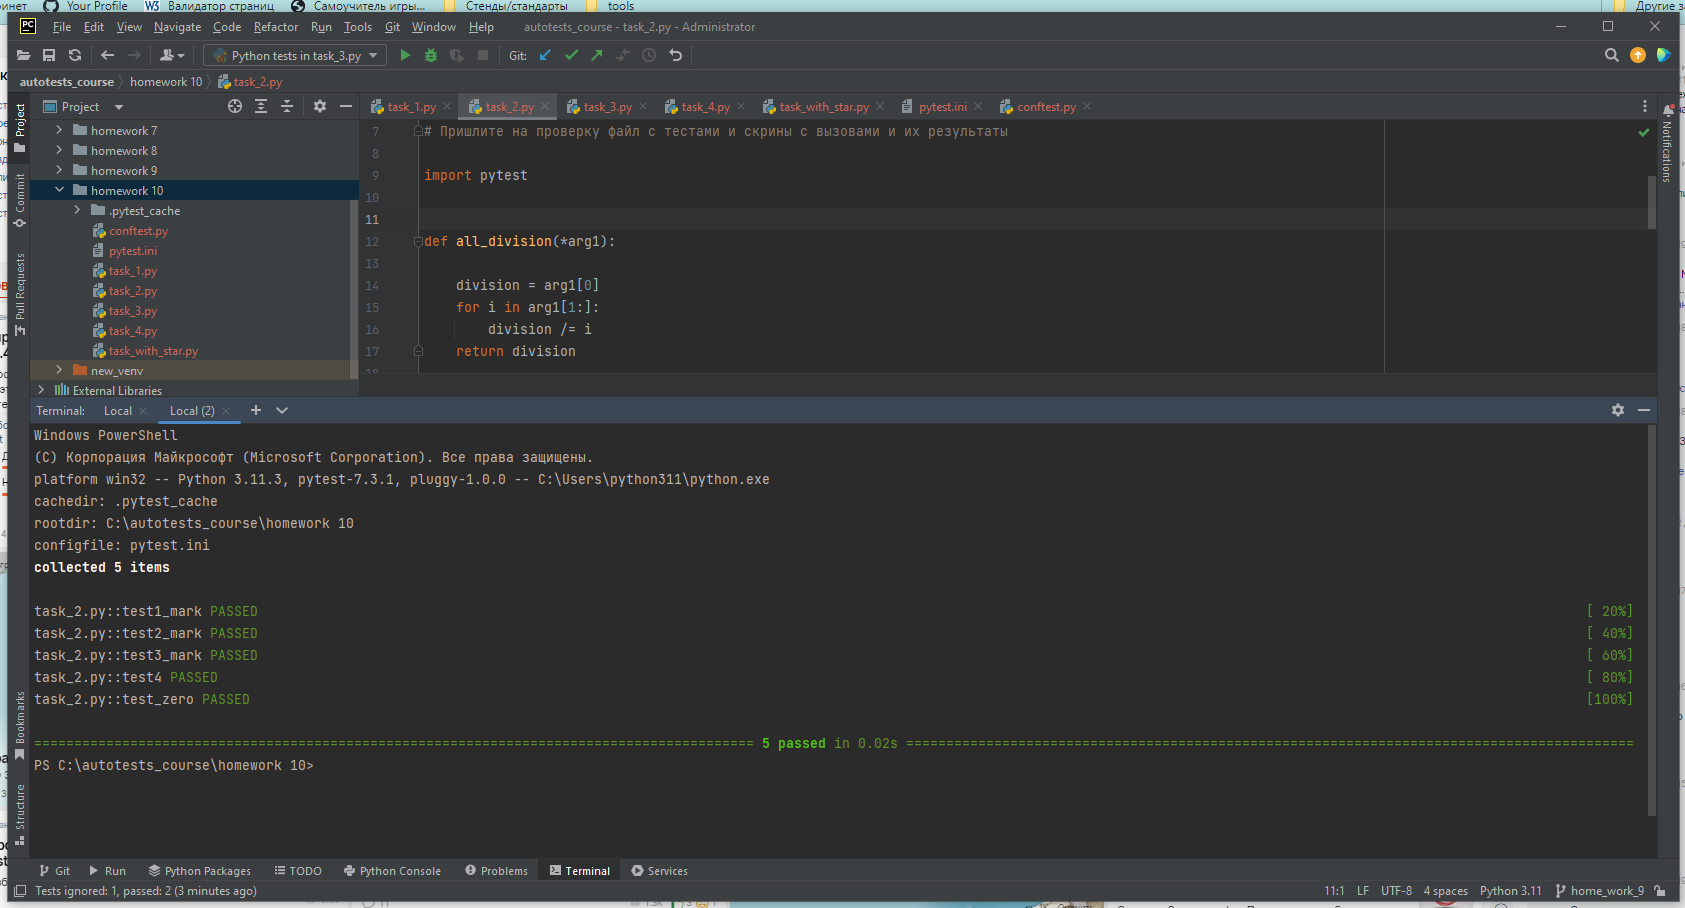 Your Profile
W3 Валидатор страниц
Самоучитель игры...
Стенды/стандарты
tools
PC File Edit View Navigate Code Refactor Run Tools Git Window Help autotests_course - task_2.py - Administrator
Python tests in task_3.py Git:
autotests_course homework 10 task_2.py
Project
task_1.py task_2.py task_3.py task_4.py task_with_star.py pytest.ini conftest.py
Project
Commit
Pull Requests
Bookmarks
Structure
Notifications
homework 7
homework 8
homework 9
homework 10
.pytest_cache
conftest.py
pytest.ini
task_1.py
task_2.py
task_3.py
task_4.py
task_with_star.py
new_venv
External Libraries
7 # Пришлите на проверку файл с тестами и скрины с вызовами и их результаты
8
9 import pytest
10
11
12 def all_division(*arg1):
13
14 division = arg1[0]
15 for i in arg1[1:]:
16 division /= i
17 return division
Terminal: Local Local (2)
Windows PowerShell
(C) Корпорация Майкрософт (Microsoft Corporation). Все права защищены.
platform win32 -- Python 3.11.3, pytest-7.3.1, pluggy-1.0.0 -- C:\Users\python311\python.exe
cachedir: .pytest_cache
rootdir: C:\autotests_course\homework 10
configfile: pytest.ini
collected 5 items
task_2.py::test1_mark PASSED [ 20%]
task_2.py::test2_mark PASSED [ 40%]
task_2.py::test3_mark PASSED [ 60%]
task_2.py::test4 PASSED [ 80%]
task_2.py::test_zero PASSED [100%]
5 passed in 0.02s
PS C:\autotests_course\homework 10>
Git Run Python Packages TODO Python Console Problems Terminal Services
Tests ignored: 1, passed: 2 (3 minutes ago) 11:1 LF UTF-8 4 spaces Python 3.11 home_work_9